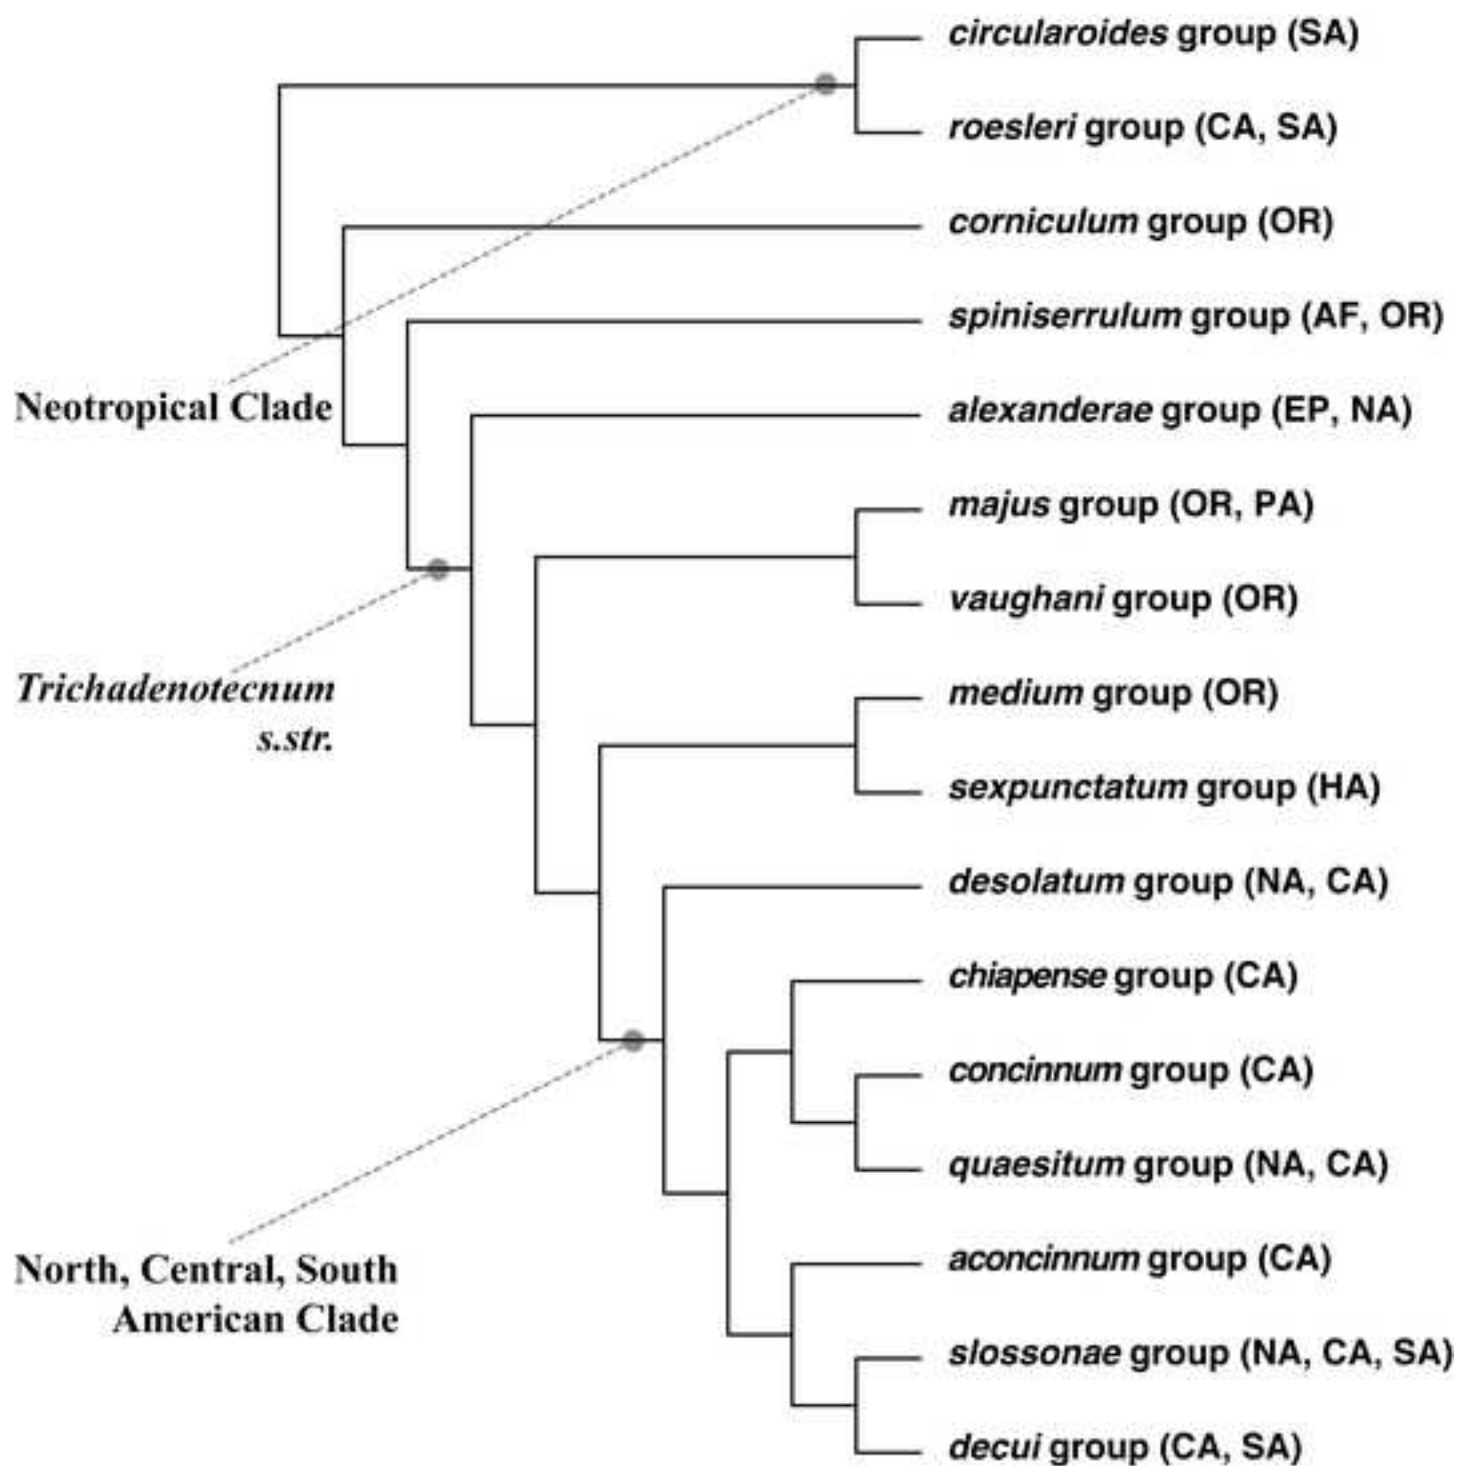 circularoides group (SA)
roesleri group (CA, SA)
corniculum group (OR)
spiniserrulum group (AF, OR)
Neotropical Clade
alexanderae group (EP, NA)
majus group (OR, PA)
vaughani group (OR)
Trichadenotecnum
s.str.
medium group (OR)
sexpunctatum group (HA)
desolatum group (NA, CA)
chiapense group (CA)
concinnum group (CA)
quaesitum group (NA, CA)
North, Central, South
American Clade
aconcinnum group (CA)
slossonae group (NA, CA, SA)
decui group (CA, SA)